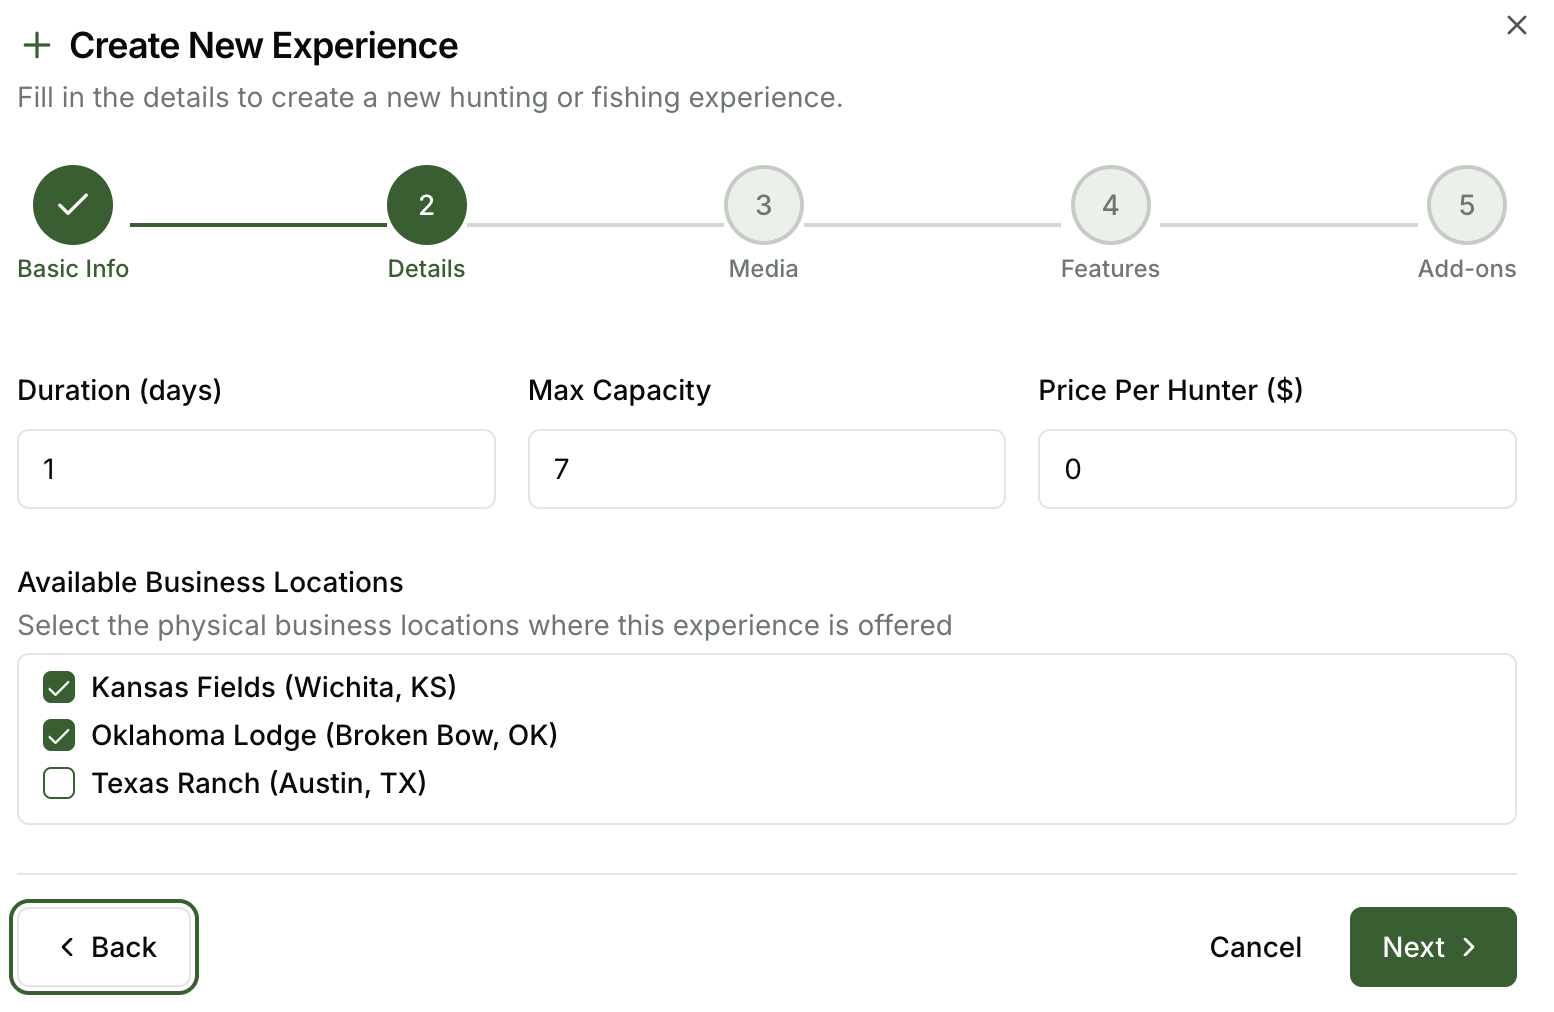 Create New Experience
Fill in the details to create a new hunting or fishing experience.
2 3 4 5
Basic Info Details Media Features Add-ons
Duration (days) Max Capacity Price Per Hunter ($)
1 7 0
Available Business Locations
Select the physical business locations where this experience is offered
Kansas Fields (Wichita, KS)
Oklahoma Lodge (Broken Bow, OK)
Texas Ranch (Austin, TX)
Back Cancel Next